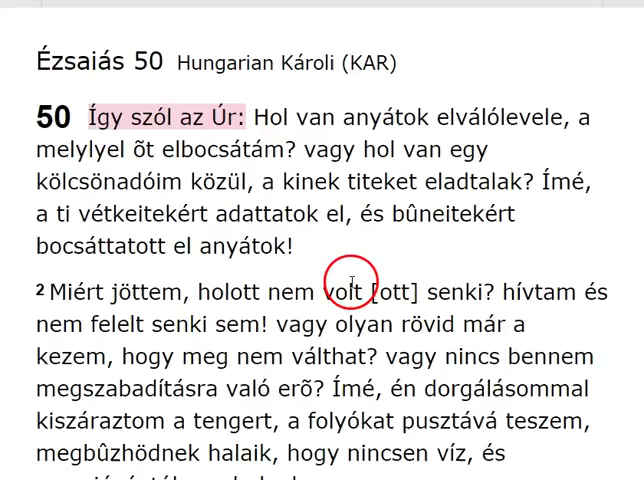 Ézsaiás 50 Hungarian Károli (KAR)
50 Így szól az Úr: Hol van anyátok elválólevele, a
melylyel õt elbocsátám? vagy hol van egy
kölcsönadóim közül, a kinek titeket eladtalak? Ímé,
a ti vétkeitekért adattatok el, és bûneitekért
bocsáttatott el anyátok!
2 Miért jöttem, holott nem volt [ott] senki? hívtam és
nem felelt senki sem! vagy olyan rövid már a
kezem, hogy meg nem válthat? vagy nincs bennem
megszabadításra való erõ? Ímé, én dorgálásommal
kiszáraztom a tengert, a folyókat pusztává teszem,
megbûzhödnek halaik, hogy nincsen víz, és